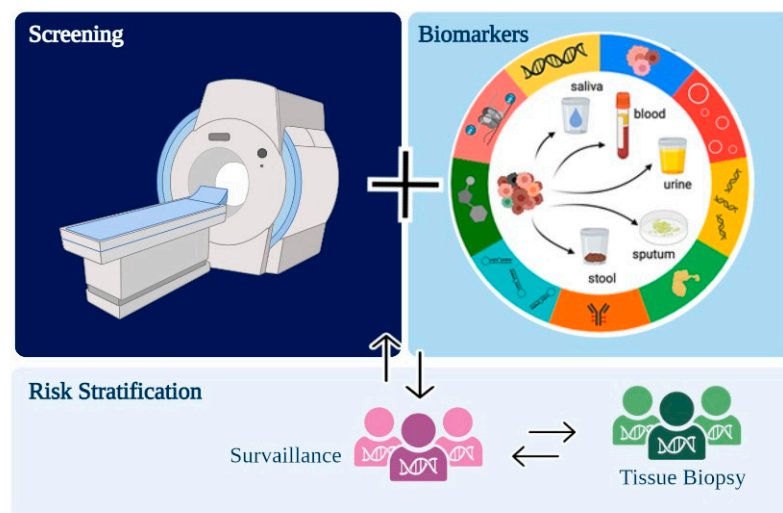 Screening
Biomarkers
saliva
blood
urine
sputum
stool
Risk Stratification
Survaillance
Tissue Biopsy